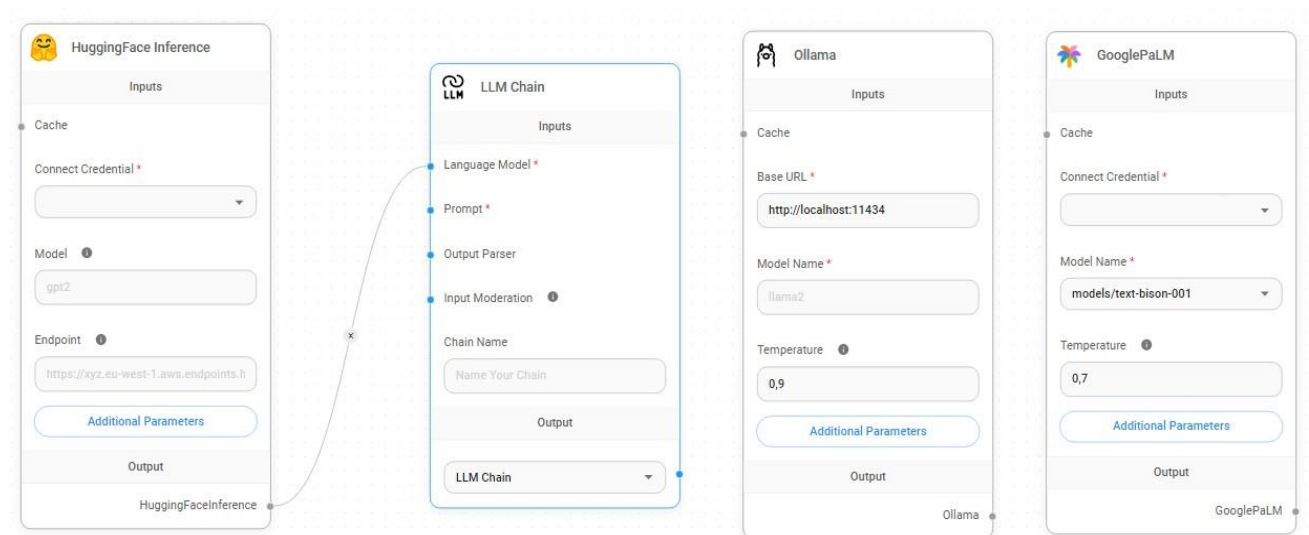 HuggingFace Inference
Inputs
Cache
Connect Credential *
Model
gpt2
Endpoint
https://xyz.eu-west-1.aws.endpoints.h
Additional Parameters
Output
HuggingFaceInference
LLM
LLM Chain
Inputs
Language Model *
Prompt *
Output Parser
Input Moderation
Chain Name
Name Your Chain
Output
LLM Chain
Ollama
Inputs
Cache
Base URL *
http://localhost:11434
Model Name *
llama2
Temperature
0,9
Additional Parameters
Output
Ollama
GooglePaLM
Inputs
Cache
Connect Credential *
Model Name *
models/text-bison-001
Temperature
0,7
Additional Parameters
Output
GooglePaLM